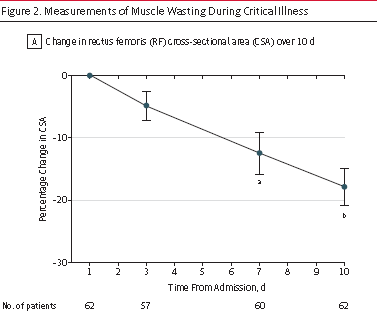 Figure 2. Measurements of Muscle Wasting During Critical Illness
A Change in rectus femoris (RF) cross-sectional area (CSA) over 10 d
0
-10
-20
-30
Percentage Change in CSA
a
b
1 2 3 4 5 6 7 8 9 10
Time From Admission, d
No. of patients 62 57 60 62